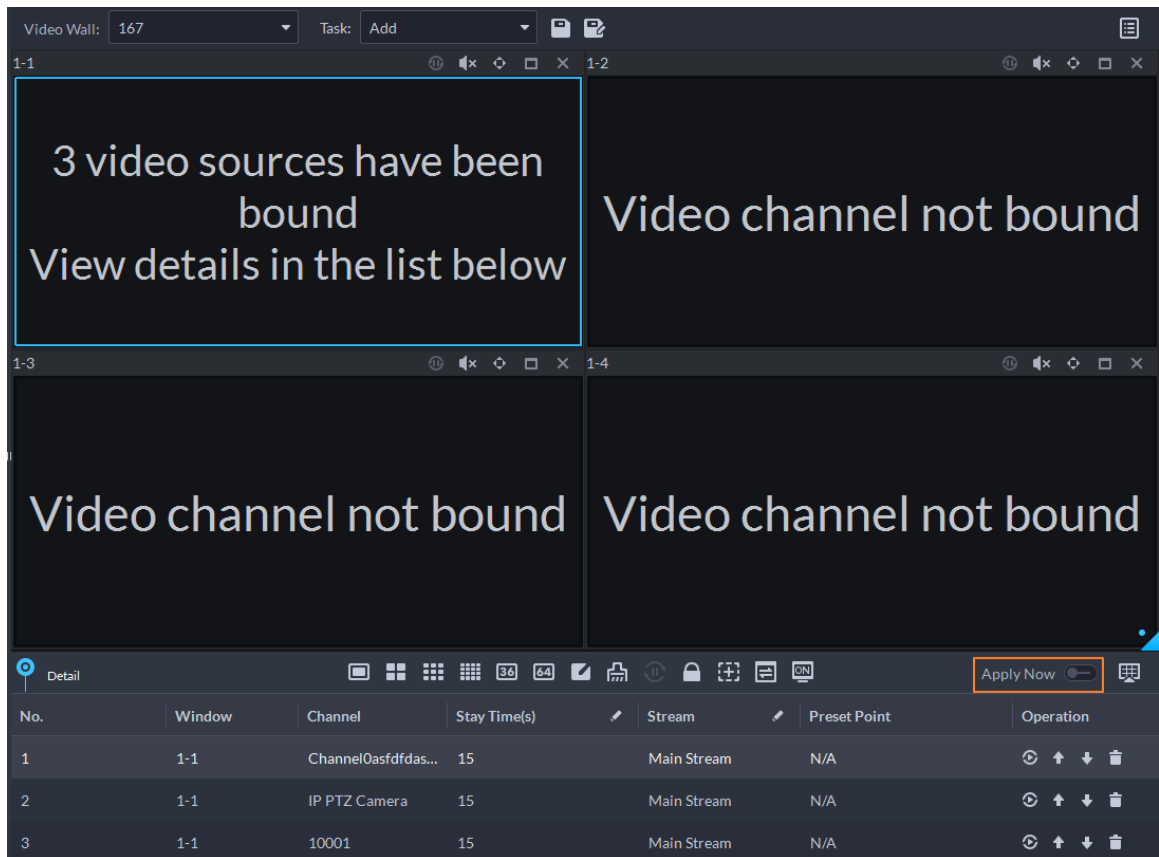 Video Wall: 167 Task: Add
1-1
1-2
3 video sources have been
bound
View details in the list below
Video channel not bound
1-3
1-4
Video channel not bound
Video channel not bound
Detail 36 64 ON Apply Now
No. Window Channel Stay Time(s) Stream Preset Point Operation
1 1-1 Channel0asfdfdas... 15 Main Stream N/A
2 1-1 IP PTZ Camera 15 Main Stream N/A
3 1-1 10001 15 Main Stream N/A